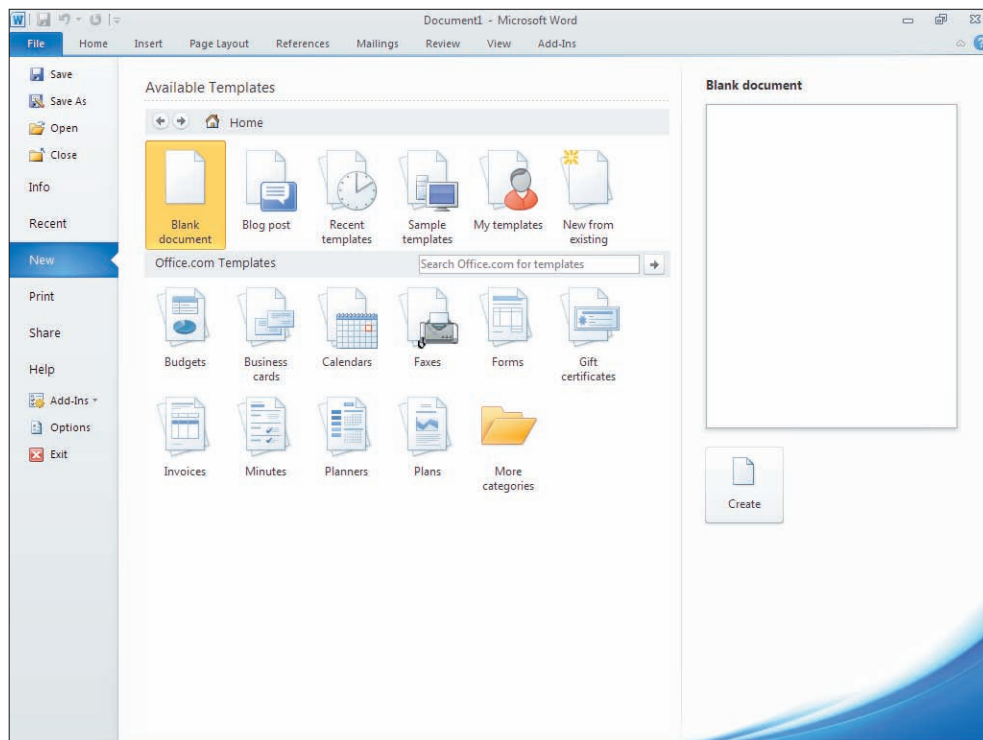 Document1 - Microsoft Word
File Home Insert Page Layout References Mailings Review View Add-Ins
Save
Save As
Open
Close
Info
Recent
New
Print
Share
Help
Add-Ins
Options
Exit
Available Templates
Home
Blank document
Blog post
Recent templates
Sample templates
My templates
New from existing
Office.com Templates
Search Office.com for templates
Budgets
Business cards
Calendars
Faxes
Forms
Gift certificates
Invoices
Minutes
Planners
Plans
More categories
Blank document
Create